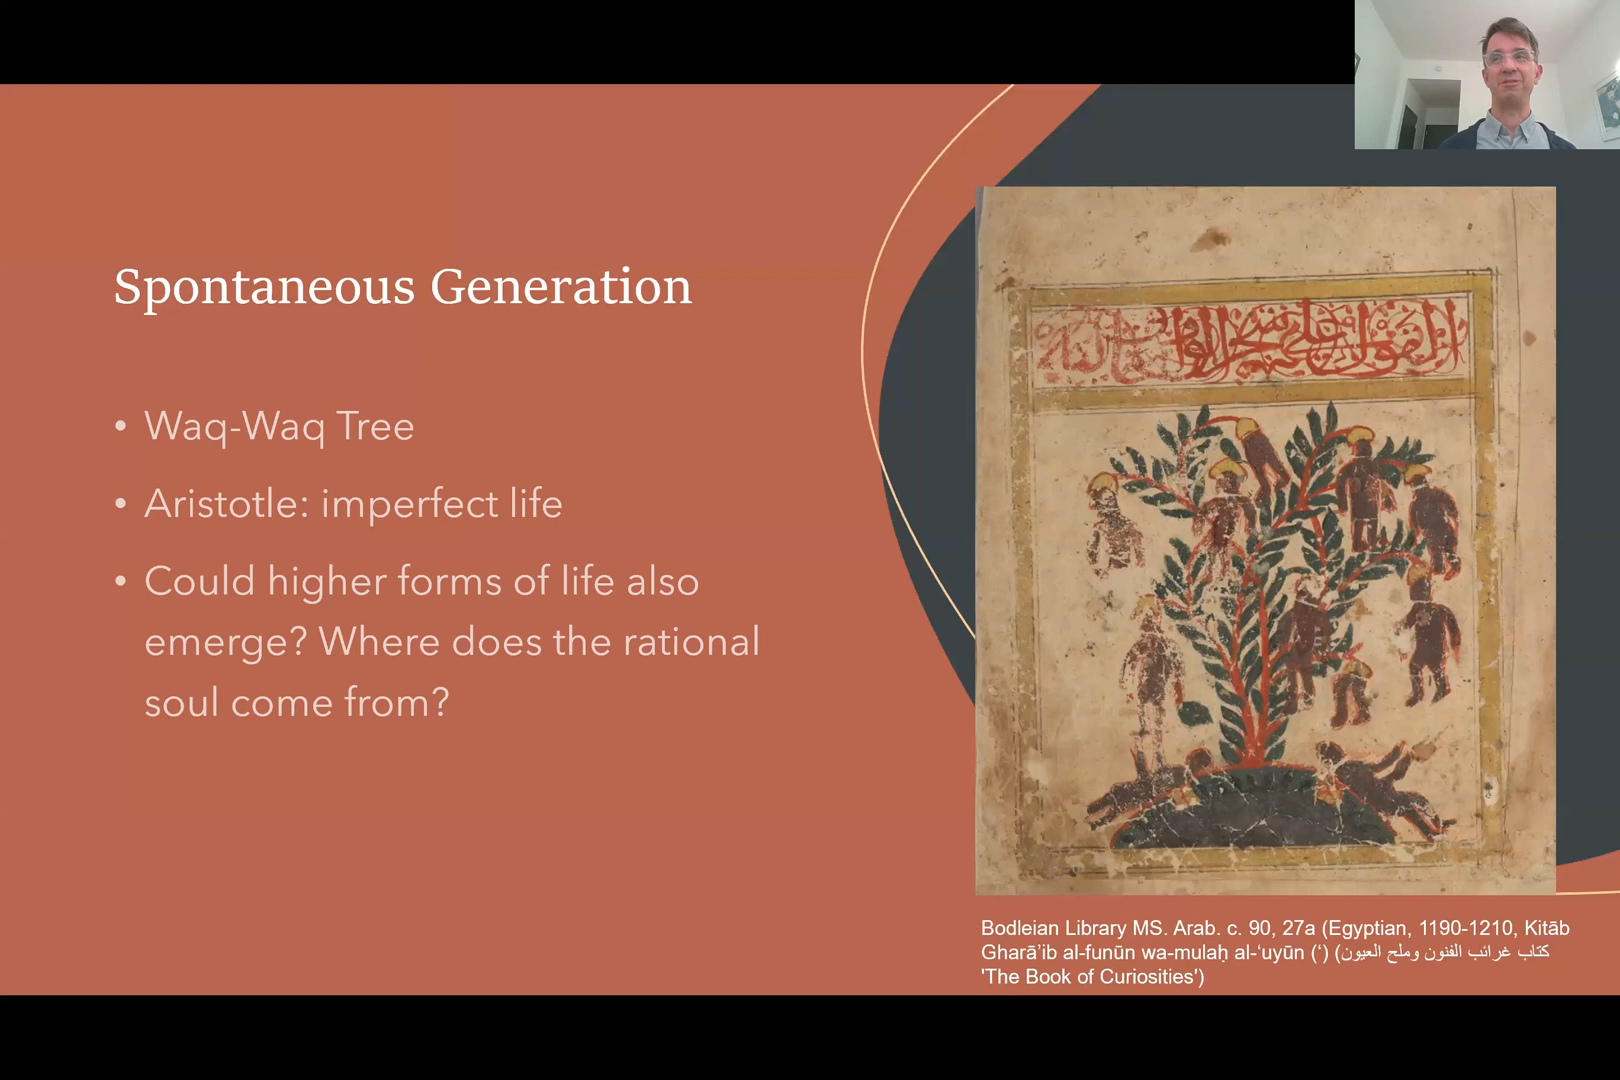 Spontaneous Generation
• Waq-Waq Tree
• Aristotle: imperfect life
• Could higher forms of life also
emerge? Where does the rational
soul come from?
Bodleian Library MS. Arab. c. 90, 27a (Egyptian, 1190-1210, Kitāb
Gharā’ib al-funūn wa-mulaḥ al-‘uyūn (‘) (كتاب غرائب الفنون وملح العيون
'The Book of Curiosities')